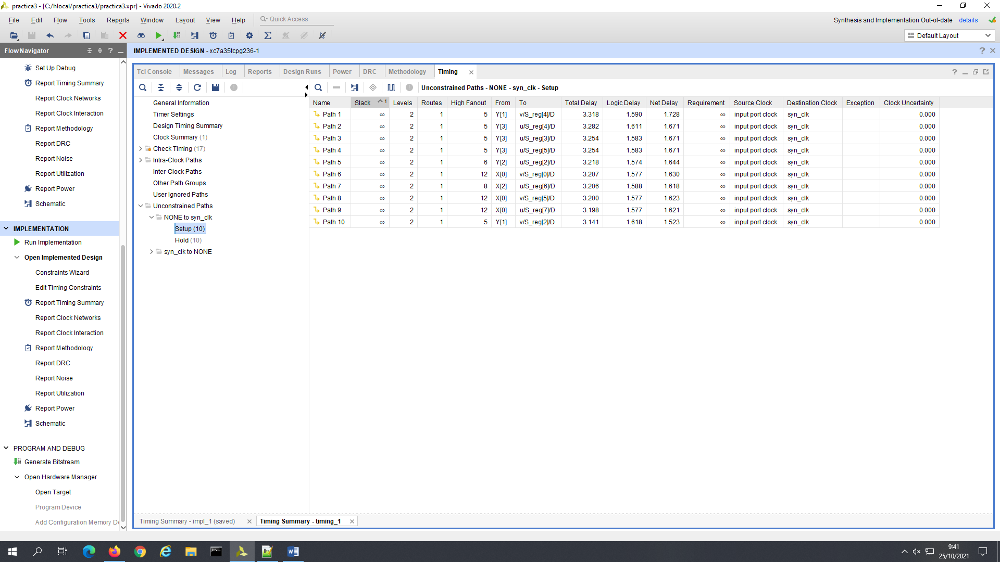 practica3 - [C:/hlocal/practica3/practica3.xpr] - Vivado 2020.2
File Edit Flow Tools Reports Window Layout View Help Quick Access
Synthesis and Implementation Out-of-date details
Default Layout
Flow Navigator
IMPLEMENTED DESIGN - xc7a35tcpg236-1
Set Up Debug
Report Timing Summary
Report Clock Networks
Report Clock Interaction
Report Methodology
Report DRC
Report Noise
Report Utilization
Report Power
Schematic
IMPLEMENTATION
Run Implementation
Open Implemented Design
Constraints Wizard
Edit Timing Constraints
Report Timing Summary
Report Clock Networks
Report Clock Interaction
Report Methodology
Report DRC
Report Noise
Report Utilization
Report Power
Schematic
PROGRAM AND DEBUG
Generate Bitstream
Open Hardware Manager
Open Target
Program Device
Add Configuration Memory De
Tcl Console Messages Log Reports Design Runs Power DRC Methodology Timing
General Information
Timer Settings
Design Timing Summary
Clock Summary (1)
Check Timing (17)
Intra-Clock Paths
Inter-Clock Paths
Other Path Groups
User Ignored Paths
Unconstrained Paths
NONE to syn_clk
Setup (10)
Hold (10)
syn_clk to NONE
Unconstrained Paths - NONE - syn_clk - Setup
Name Slack 1 Levels Routes High Fanout From To Total Delay Logic Delay Net Delay Requirement Source Clock Destination Clock Exception Clock Uncertainty
Path 1 ∞ 2 1 5 Y[1] v/S_reg[4]/D 3.318 1.590 1.728 ∞ input port clock syn_clk 0.000
Path 2 ∞ 2 1 5 Y[3] u/S_reg[4]/D 3.282 1.611 1.671 ∞ input port clock syn_clk 0.000
Path 3 ∞ 2 1 5 Y[3] u/S_reg[3]/D 3.254 1.583 1.671 ∞ input port clock syn_clk 0.000
Path 4 ∞ 2 1 5 Y[3] u/S_reg[5]/D 3.254 1.583 1.671 ∞ input port clock syn_clk 0.000
Path 5 ∞ 2 1 6 Y[2] u/S_reg[2]/D 3.218 1.574 1.644 ∞ input port clock syn_clk 0.000
Path 6 ∞ 2 1 12 X[0] v/S_reg[0]/D 3.207 1.577 1.630 ∞ input port clock syn_clk 0.000
Path 7 ∞ 2 1 8 X[2] u/S_reg[6]/D 3.206 1.588 1.618 ∞ input port clock syn_clk 0.000
Path 8 ∞ 2 1 12 X[0] v/S_reg[5]/D 3.200 1.577 1.623 ∞ input port clock syn_clk 0.000
Path 9 ∞ 2 1 12 X[0] u/S_reg[7]/D 3.198 1.577 1.621 ∞ input port clock syn_clk 0.000
Path 10 ∞ 2 1 5 Y[1] v/S_reg[2]/D 3.141 1.618 1.523 ∞ input port clock syn_clk 0.000
Timing Summary - impl_1 (saved) Timing Summary - timing_1
9:41
25/10/2021